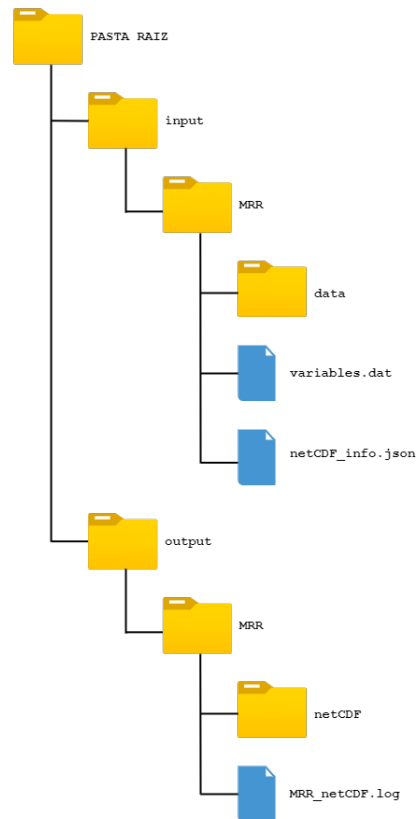 PASTA RAIZ
input
MRR
data
variables.dat
netCDF_info.json
output
MRR
netCDF
MRR_netCDF.log